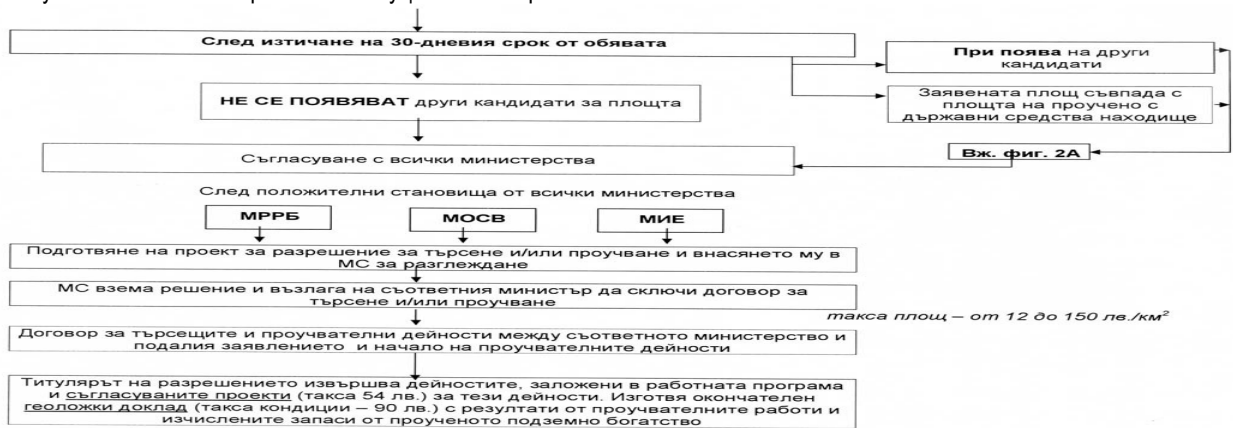 След изтичане на 30-дневия срок от обявата
При поява на други
кандидати
НЕ СЕ ПОЯВЯВАТ други кандидати за площта
Заявената площ съвпада с
площта на проучено с
държавни средства находище
Съгласуване с всички министерства
Вж. фиг. 2А
След положителни становища от всички министерства
МРРБ
МОСВ
МИЕ
Подготвяне на проект за разрешение за търсене и/или проучване и внасянето му в
МС за разглеждане
МС взема решение и възлага на съответния министър да сключи договор за
търсене и/или проучване
такса площ – от 12 до 150 лв./км²
Договор за търсещите и проучвателни дейности между съответното министерство и
подалия заявлението и начало на проучвателните дейности
Титулярът на разрешението извършва дейностите, заложени в работната програма
и съгласуваните проекти (такса 54 лв.) за тези дейности. Изготвя окончателен
геоложки доклад (такса кондиции – 90 лв.) с резултати от проучвателните работи и
изчислените запаси от проученото подземно богатство